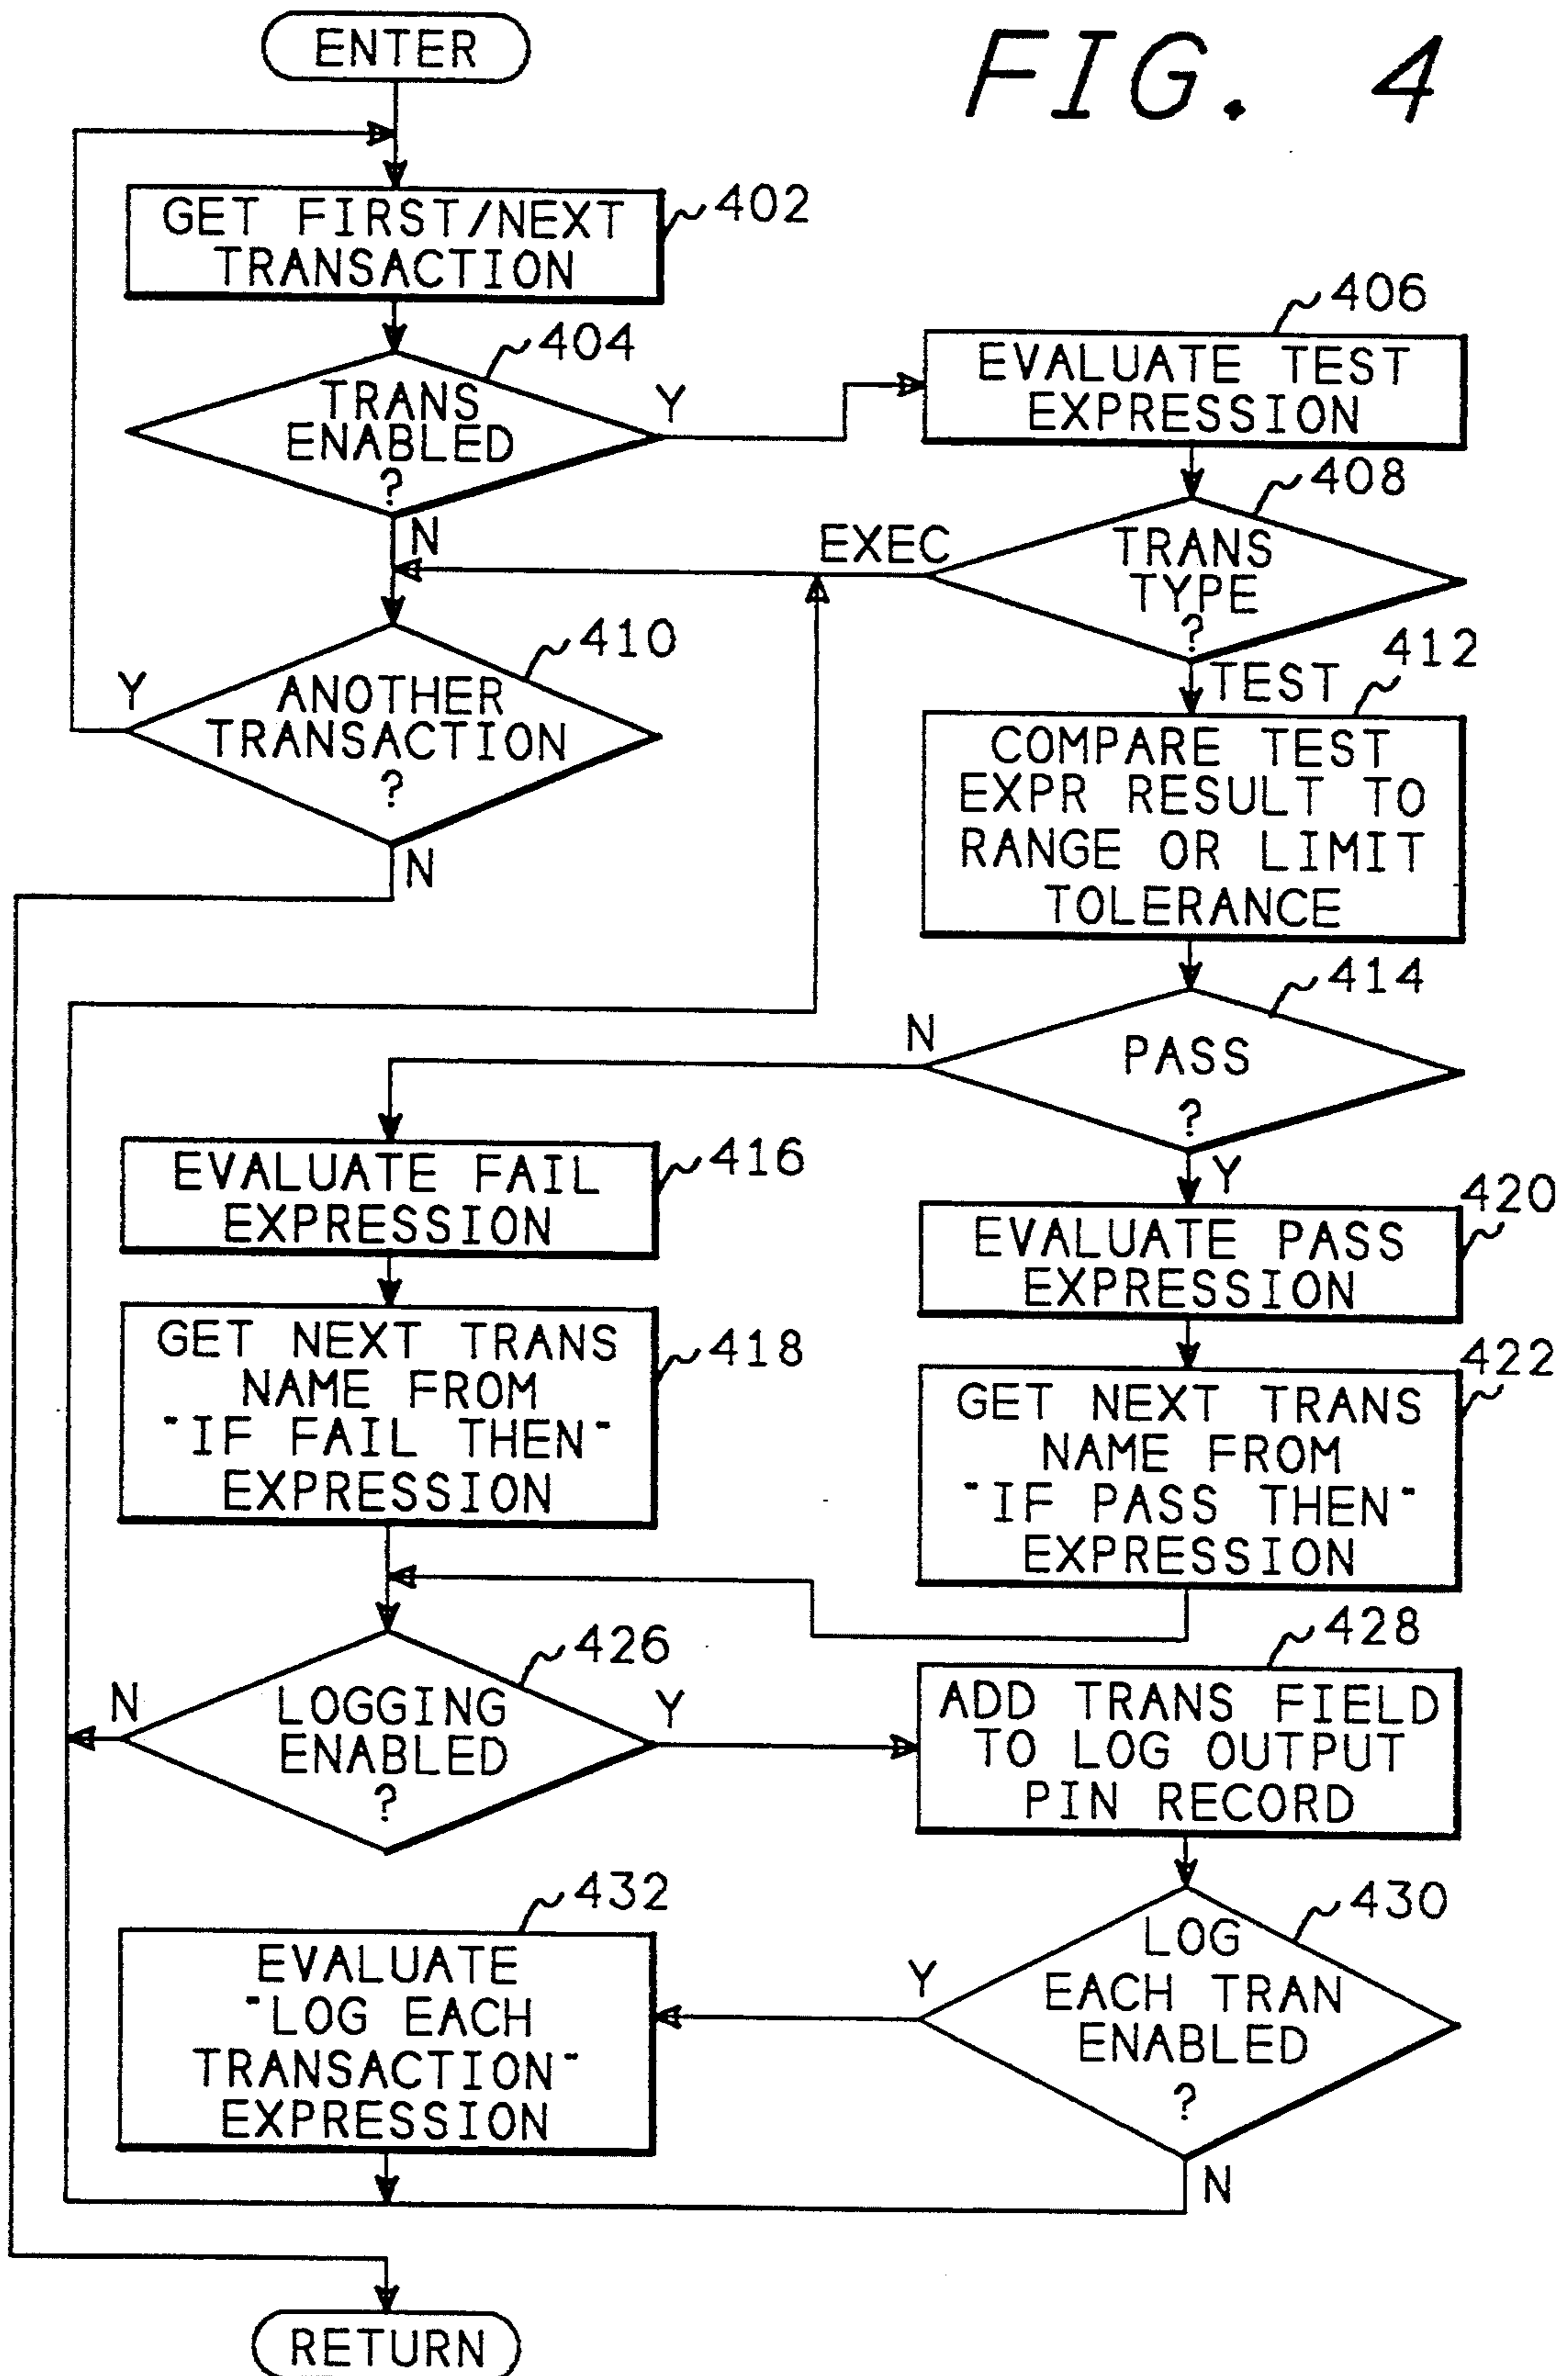 ENTER
FIG. 4
GET FIRST/NEXT
TRANSACTION
402
TRANS
ENABLED
?
404
Y
N
EVALUATE TEST
EXPRESSION
406
TRANS
TYPE
?
408
EXEC
TEST
ANOTHER
TRANSACTION
?
410
Y
N
COMPARE TEST
EXPR RESULT TO
RANGE OR LIMIT
TOLERANCE
412
PASS
?
414
N
Y
EVALUATE FAIL
EXPRESSION
416
GET NEXT TRANS
NAME FROM
"IF FAIL THEN"
EXPRESSION
418
EVALUATE PASS
EXPRESSION
420
GET NEXT TRANS
NAME FROM
"IF PASS THEN"
EXPRESSION
422
LOGGING
ENABLED
?
426
N
Y
ADD TRANS FIELD
TO LOG OUTPUT
PIN RECORD
428
LOG
EACH TRAN
ENABLED
?
430
Y
N
EVALUATE
"LOG EACH
TRANSACTION"
EXPRESSION
432
RETURN